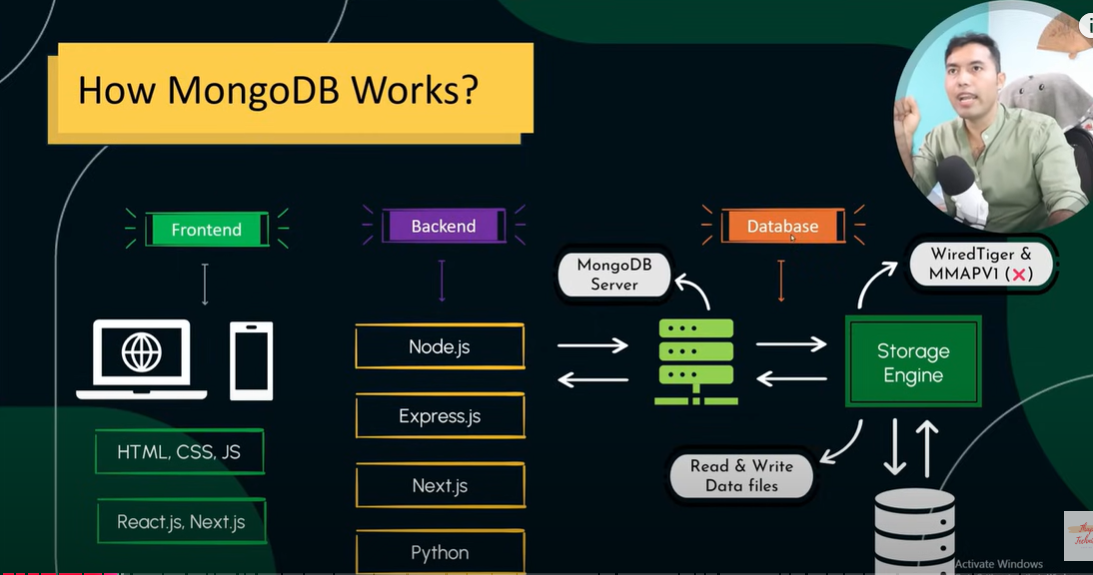 How MongoDB Works?
Frontend
Backend
Database
MongoDB
Server
WiredTiger &
MMAPV1 (❌)
Node.js
Storage
Engine
Express.js
HTML, CSS, JS
Read & Write
Data files
Next.js
React.js, Next.js
Python
Activate Windows